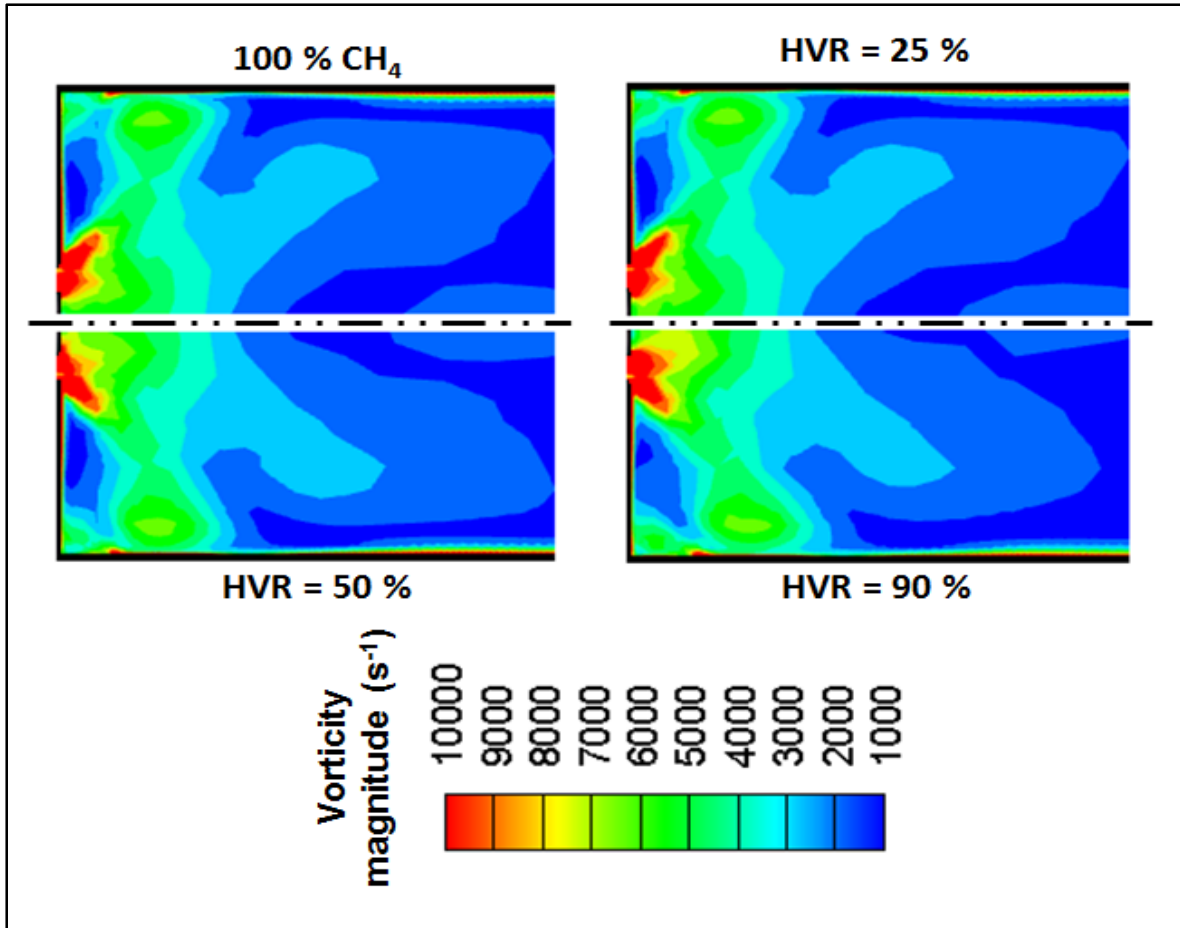 100 % CH₄
HVR = 25 %
HVR = 50 %
HVR = 90 %
Vorticity
magnitude (s⁻¹)
10000
9000
8000
7000
6000
5000
4000
3000
2000
1000